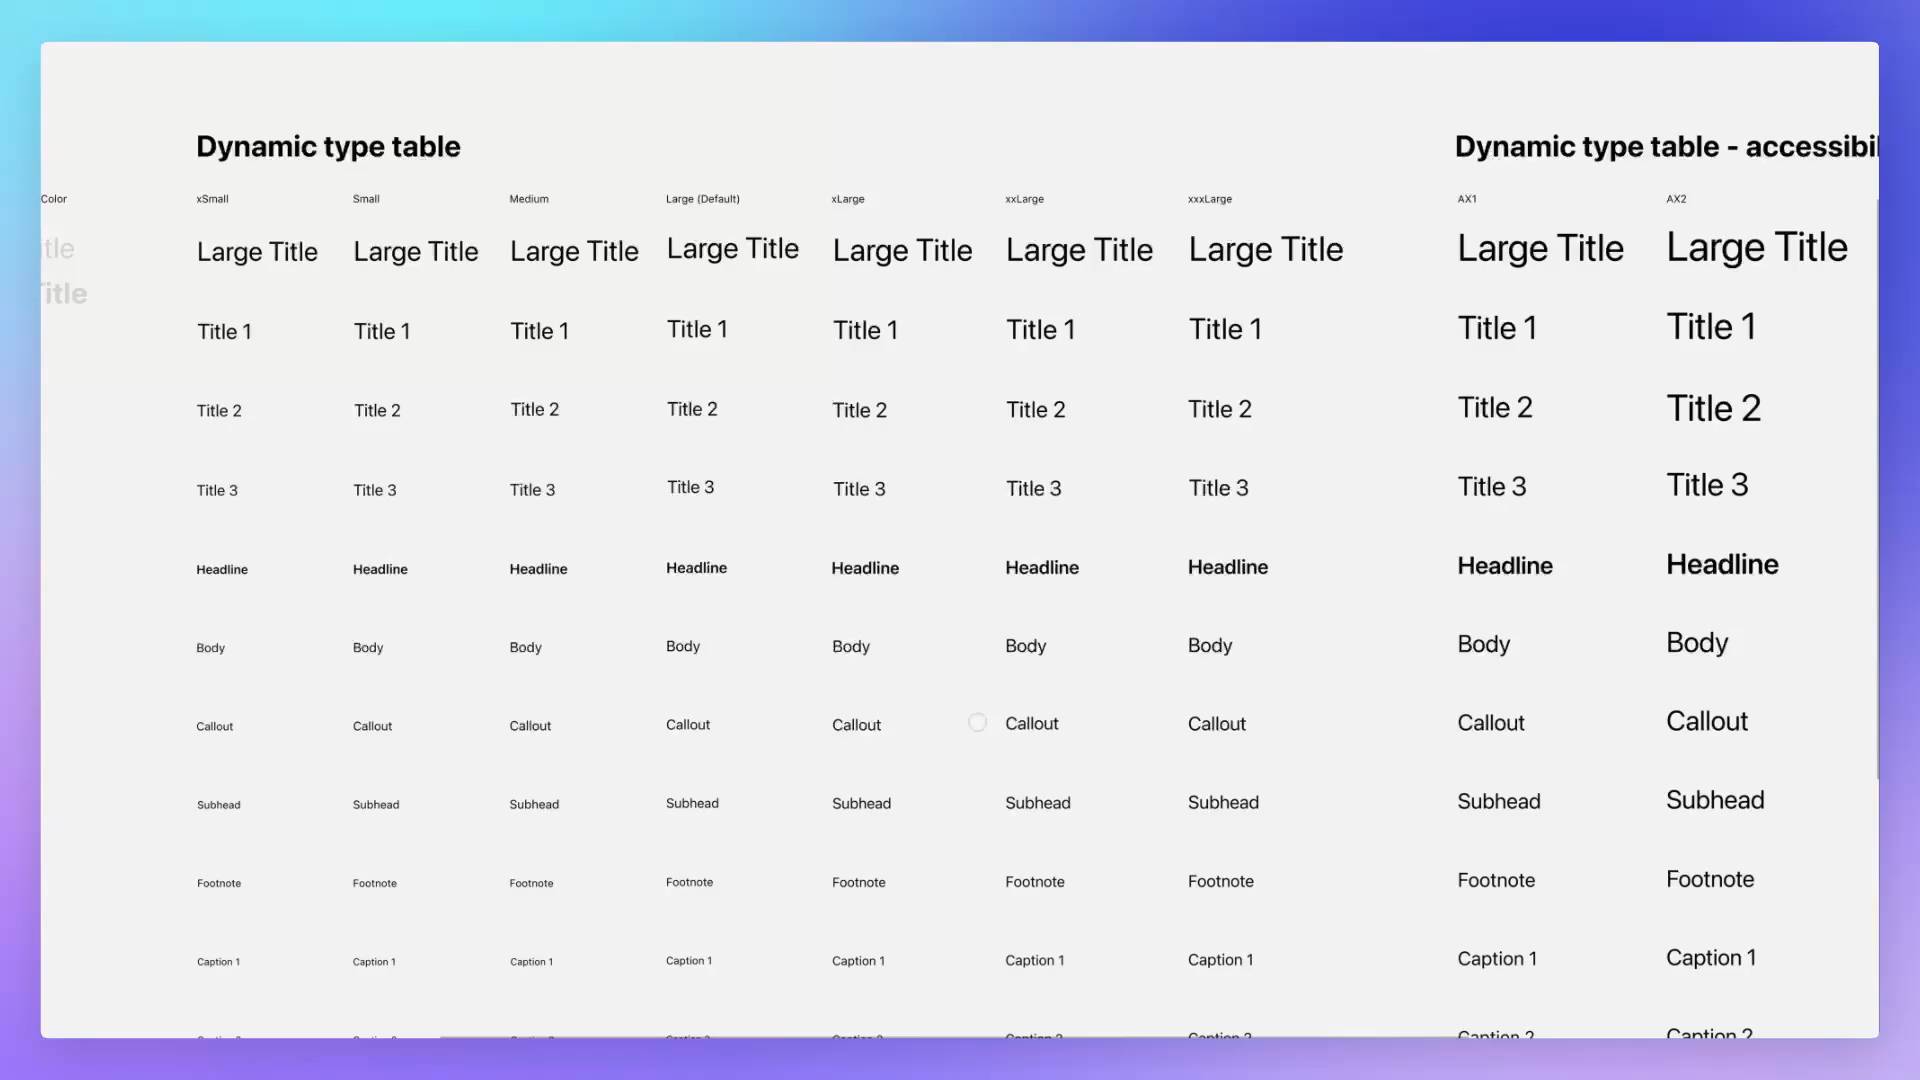 Dynamic type table Dynamic type table - accessibil
Color xSmall Small Medium Large (Default) xLarge xxLarge xxxLarge AX1 AX2
Large Title Large Title Large Title Large Title Large Title Large Title Large Title Large Title Large Title
Title
Title 1 Title 1 Title 1 Title 1 Title 1 Title 1 Title 1 Title 1 Title 1
Title 2 Title 2 Title 2 Title 2 Title 2 Title 2 Title 2 Title 2 Title 2
Title 3 Title 3 Title 3 Title 3 Title 3 Title 3 Title 3 Title 3 Title 3
Headline Headline Headline Headline Headline Headline Headline Headline Headline
Body Body Body Body Body Body Body Body Body
Callout Callout Callout Callout Callout Callout Callout Callout Callout
Subhead Subhead Subhead Subhead Subhead Subhead Subhead Subhead Subhead
Footnote Footnote Footnote Footnote Footnote Footnote Footnote Footnote Footnote
Caption 1 Caption 1 Caption 1 Caption 1 Caption 1 Caption 1 Caption 1 Caption 1 Caption 1
Caption 2 Caption 2